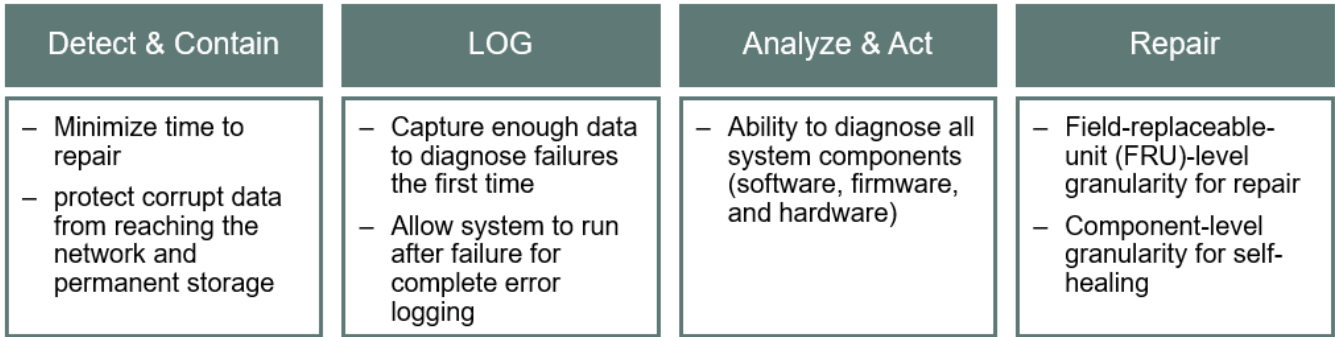 Detect & Contain
– Minimize time to
repair
– protect corrupt data
from reaching the
network and
permanent storage
LOG
– Capture enough data
to diagnose failures
the first time
– Allow system to run
after failure for
complete error
logging
Analyze & Act
– Ability to diagnose all
system components
(software, firmware,
and hardware)
Repair
– Field-replaceable-
unit (FRU)-level
granularity for repair
– Component-level
granularity for self-
healing